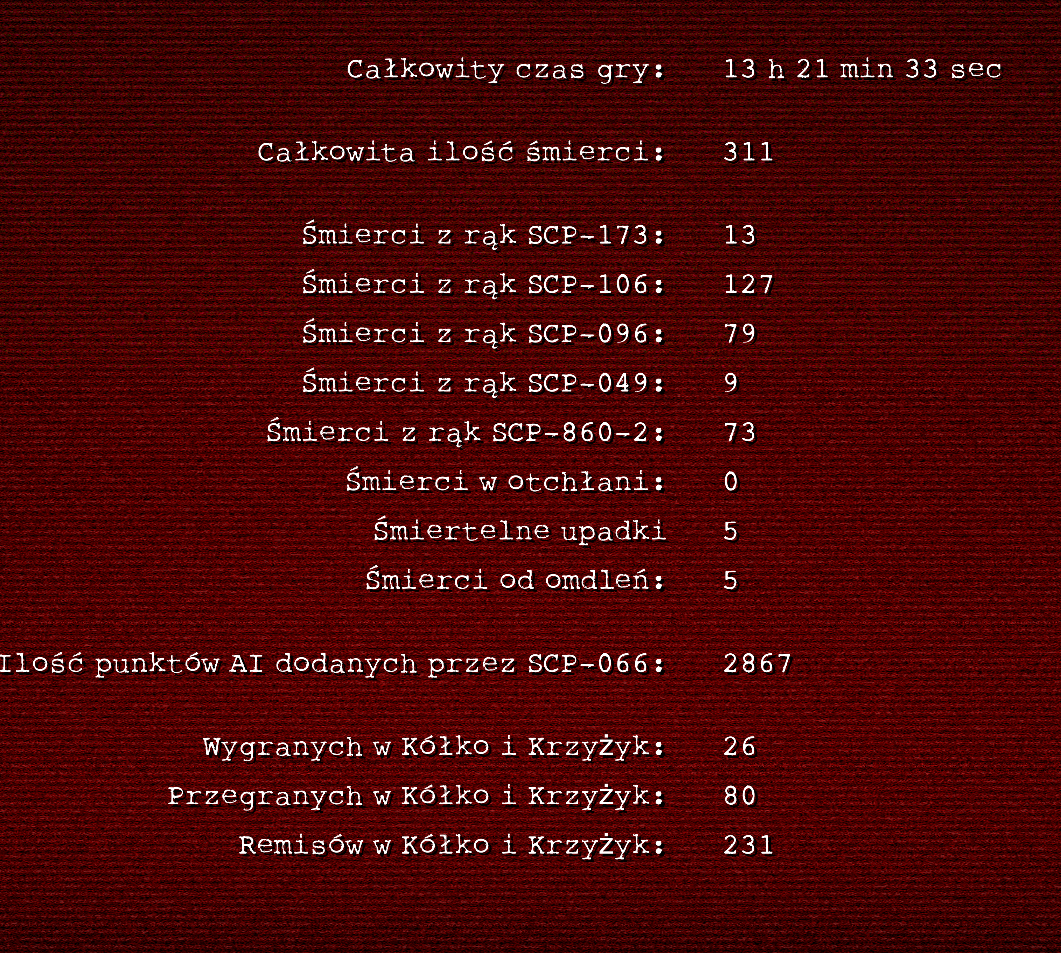 Całkowity czas gry: 13 h 21 min 33 sec
Całkowita ilość śmierci: 311
Śmierci z rąk SCP-173: 13
Śmierci z rąk SCP-106: 127
Śmierci z rąk SCP-096: 79
Śmierci z rąk SCP-049: 9
Śmierci z rąk SCP-860-2: 73
Śmierci w otchłani: 0
Śmiertelne upadki 5
Śmierci od omdleń: 5
Ilość punktów AI dodanych przez SCP-066: 2867
Wygranych w Kółko i Krzyżyk: 26
Przegranych w Kółko i Krzyżyk: 80
Remisów w Kółko i Krzyżyk: 231